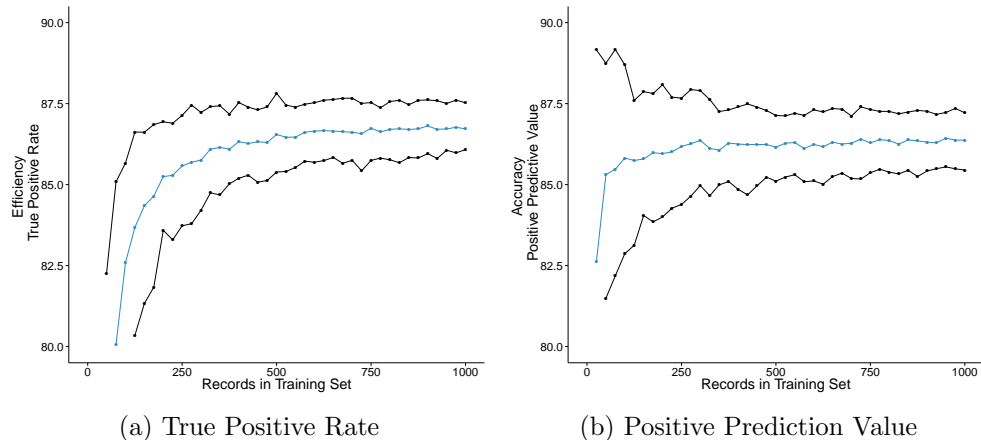 90.0
87.5
85.0
82.5
80.0
Efficiency
True Positive Rate
0
250
500
750
1000
Records in Training Set
(a) True Positive Rate
90.0
87.5
85.0
82.5
80.0
Accuracy
Positive Predictive Value
0
250
500
750
1000
Records in Training Set
(b) Positive Prediction Value